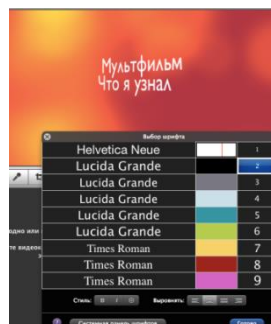 Мультфильм
Что я узнал
Выбор шрифта
Helvetica Neue 1
Lucida Grande 2
Lucida Grande 3
Lucida Grande 4
Lucida Grande 5
Lucida Grande 6
Times Roman 7
Times Roman 8
Times Roman 9
Стиль: B I O Выровнять:
Системная панель шрифтов Готово